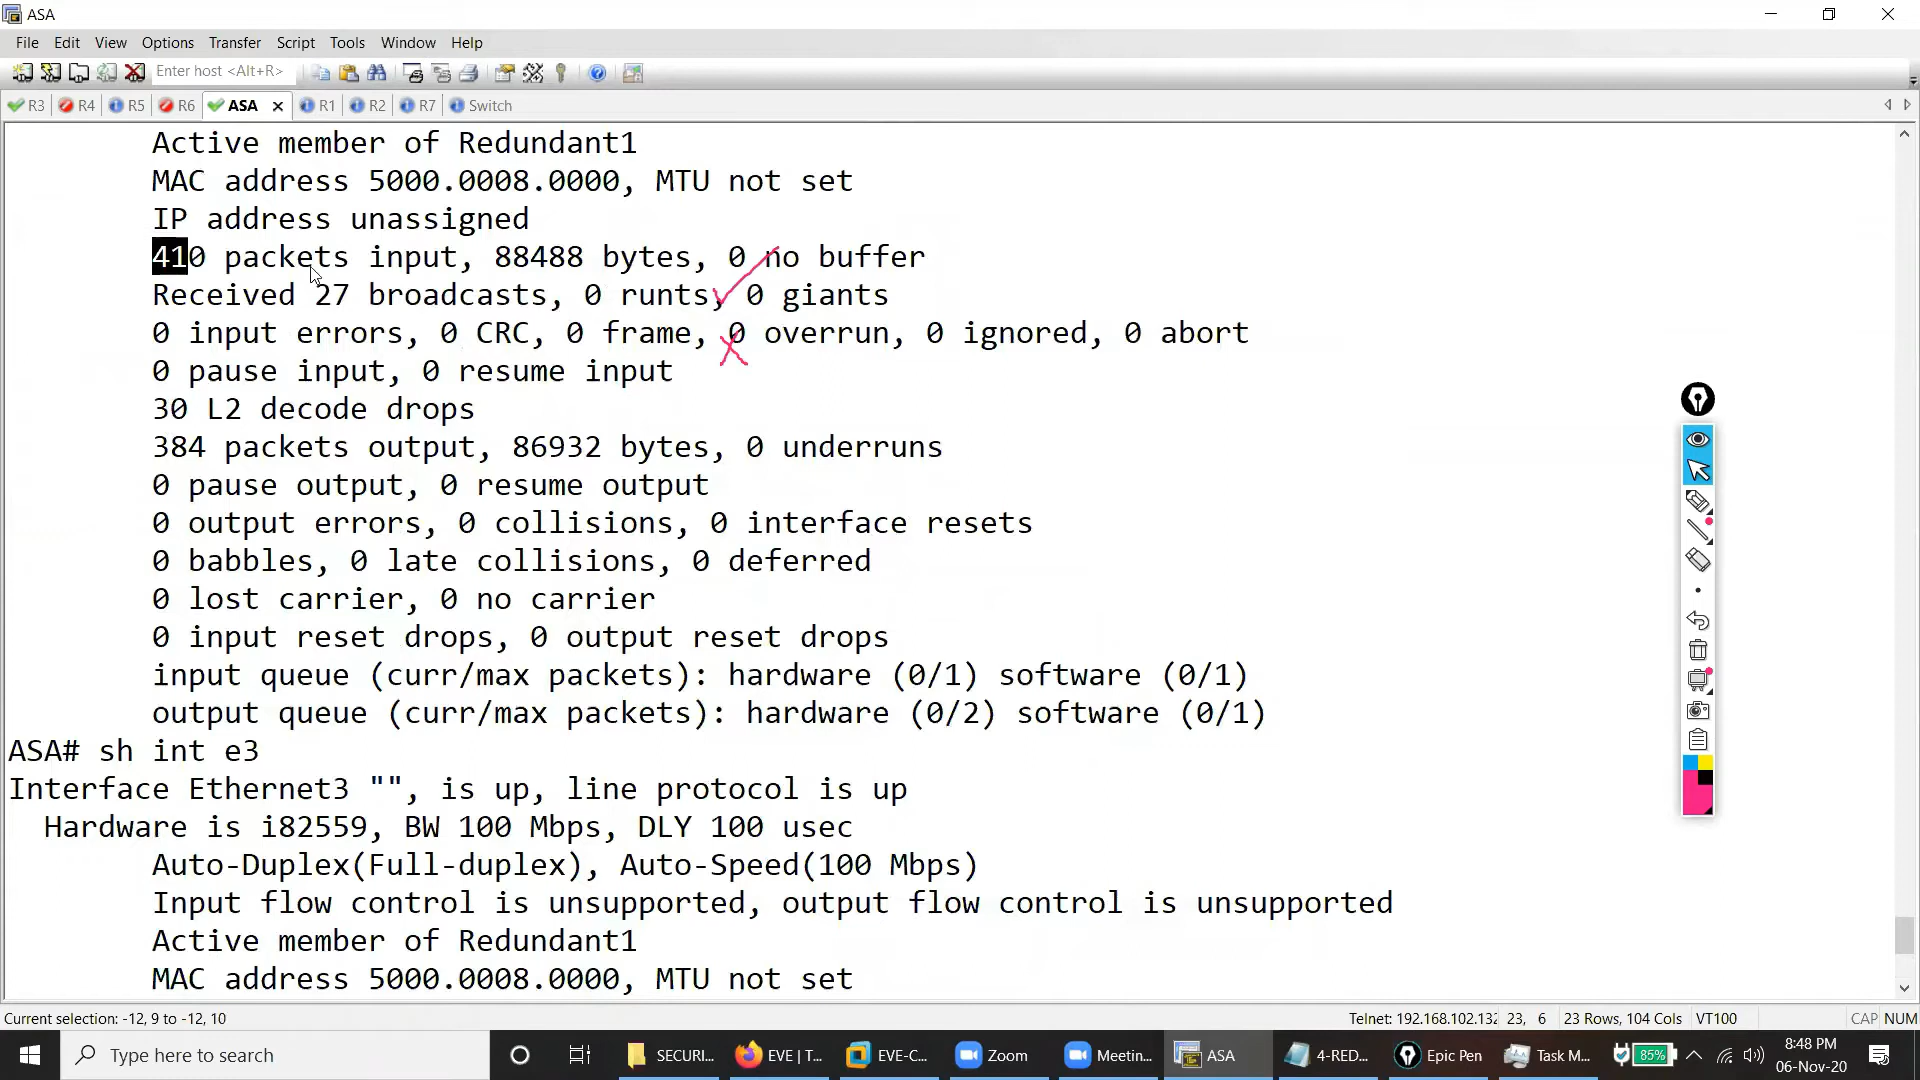 ASA
File Edit View Options Transfer Script Tools Window Help
Enter host <Alt+R>
R3 R4 R5 R6 ASA R1 R2 R7 Switch
Active member of Redundant1
MAC address 5000.0008.0000, MTU not set
IP address unassigned
410 packets input, 88488 bytes, 0 no buffer
Received 27 broadcasts, 0 runts, 0 giants
0 input errors, 0 CRC, 0 frame, 0 overrun, 0 ignored, 0 abort
0 pause input, 0 resume input
30 L2 decode drops
384 packets output, 86932 bytes, 0 underruns
0 pause output, 0 resume output
0 output errors, 0 collisions, 0 interface resets
0 babbles, 0 late collisions, 0 deferred
0 lost carrier, 0 no carrier
0 input reset drops, 0 output reset drops
input queue (curr/max packets): hardware (0/1) software (0/1)
output queue (curr/max packets): hardware (0/2) software (0/1)
ASA# sh int e3
Interface Ethernet3 "", is up, line protocol is up
Hardware is i82559, BW 100 Mbps, DLY 100 usec
Auto-Duplex(Full-duplex), Auto-Speed(100 Mbps)
Input flow control is unsupported, output flow control is unsupported
Active member of Redundant1
MAC address 5000.0008.0000, MTU not set
Current selection: -12, 9 to -12, 10 Telnet: 192.168.102.132 23, 6 23 Rows, 104 Cols VT100 CAP NUM
Type here to search SECURI... EVE | T... EVE-C... Zoom Meetin... ASA 4-RED... Epic Pen Task M... 85% 8:48 PM
06-Nov-20